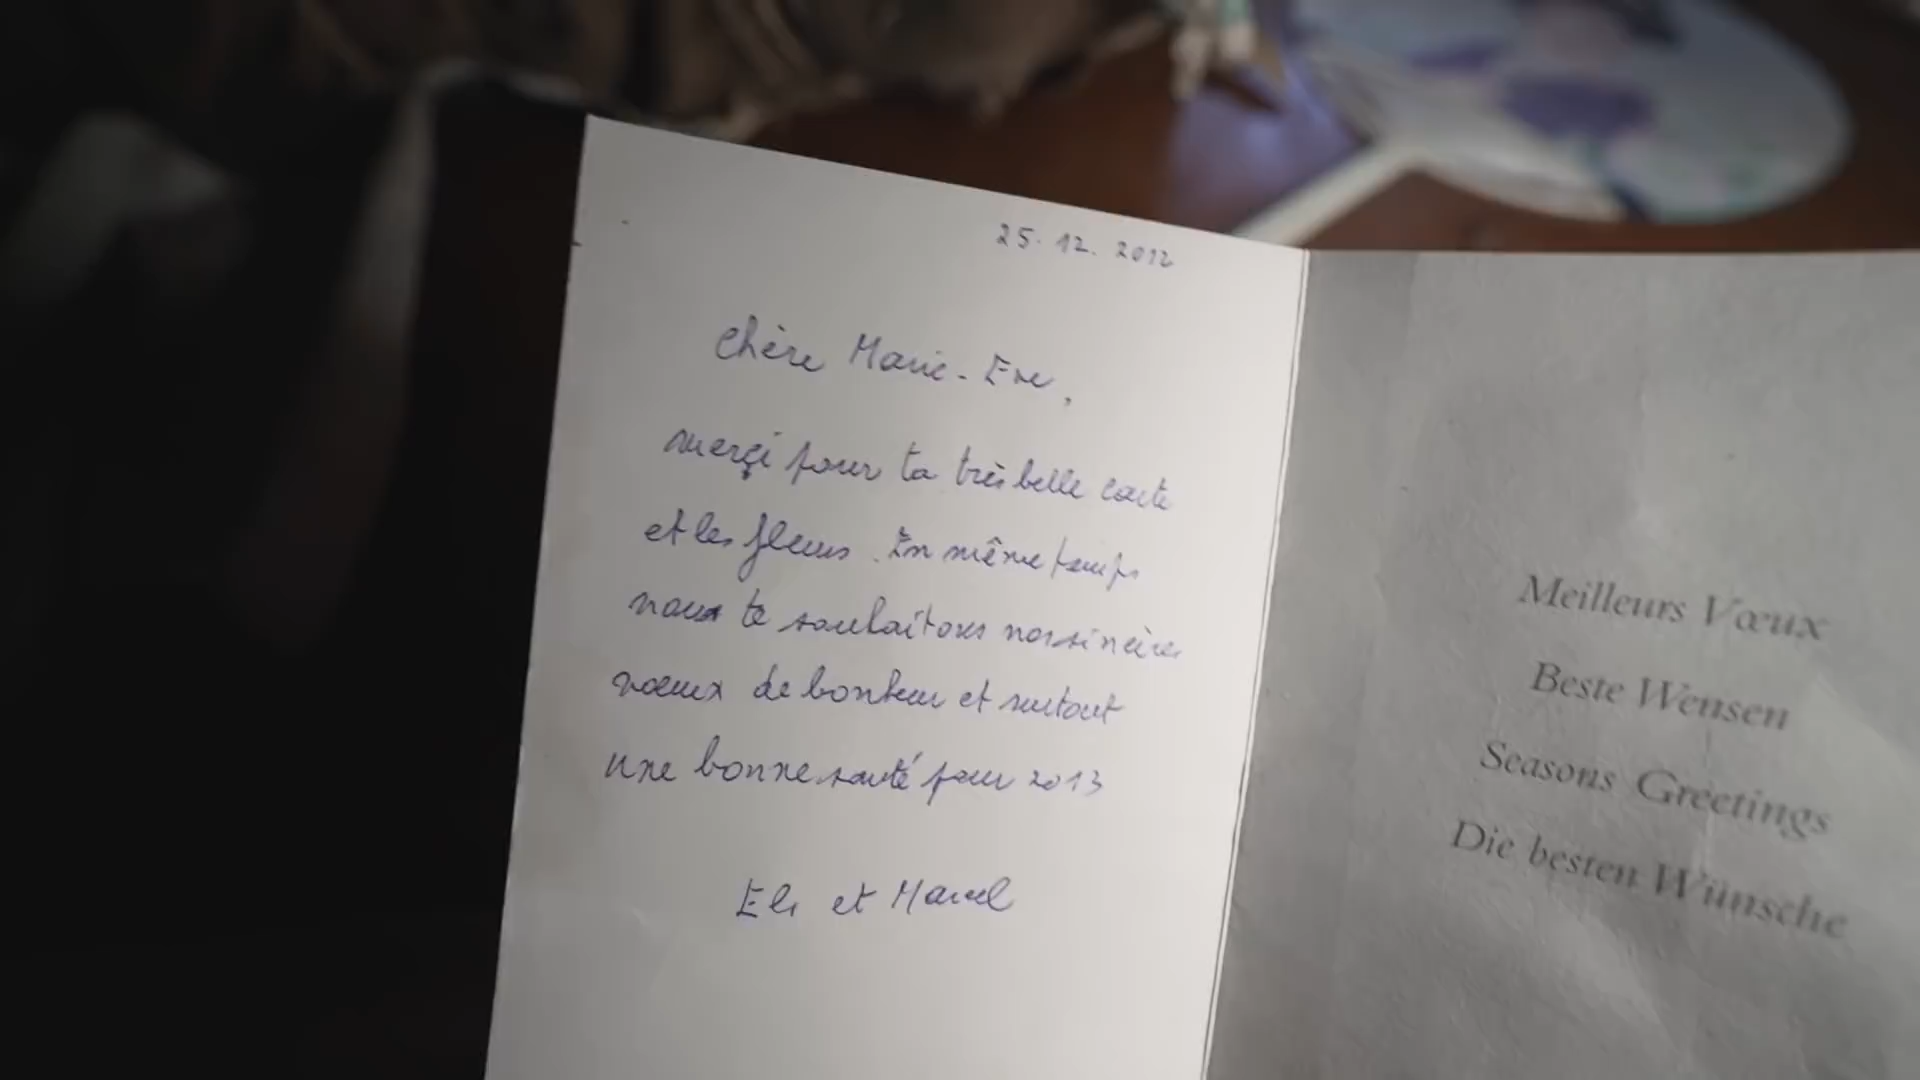 25.12.2012
Chère Marie-Eve,
merçi pour ta très belle carte
et les fleurs. En même temps
nous te souhaitons nos sincères
voeux de bonheur et surtout
une bonne santé pour 2013
Els et Marcel
Meilleurs Vœux
Beste Wensen
Seasons Greetings
Die besten Wünsche